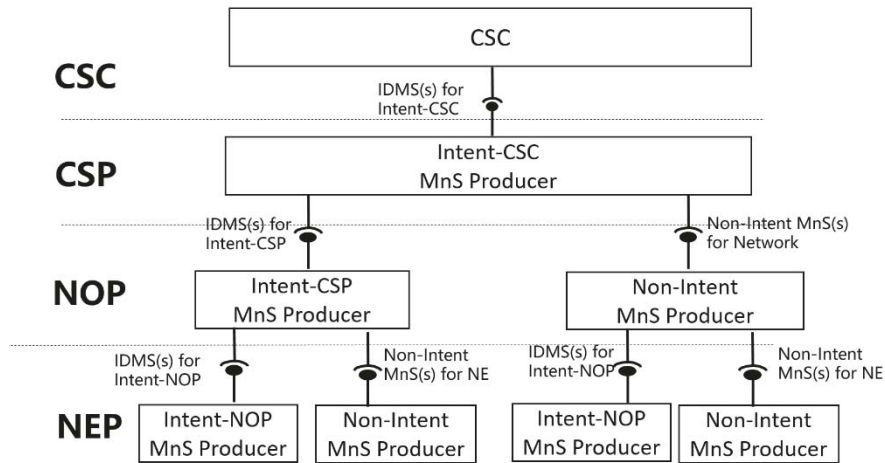 CSC
CSC
IDMS(s) for
Intent-CSC
CSP
Intent-CSC
MnS Producer
IDMS(s) for
Intent-CSP
Non-Intent MnS(s)
for Network
NOP
Intent-CSP
MnS Producer
Non-Intent
MnS Producer
IDMS(s) for
Intent-NOP
Non-Intent
MnS(s) for NE
IDMS(s) for
Intent-NOP
Non-Intent
MnS(s) for NE
NEP
Intent-NOP
MnS Producer
Non-Intent
MnS Producer
Intent-NOP
MnS Producer
Non-Intent
MnS Producer